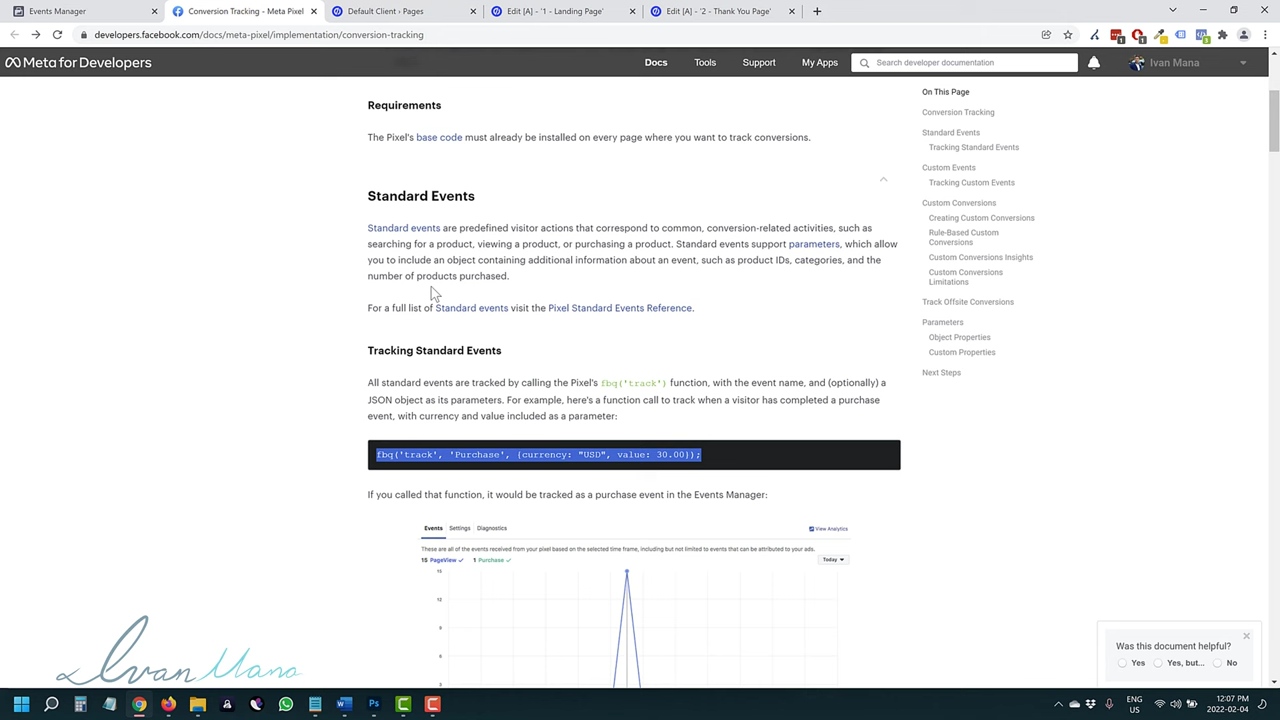 Events Manager
Conversion Tracking - Meta Pixel
Default Client - Pages
Edit [A] - '1 - Landing Page'
Edit [A] - '2 - Thank You Page'
developers.facebook.com/docs/meta-pixel/implementation/conversion-tracking
Meta for Developers
Docs
Tools
Support
My Apps
Search developer documentation
Ivan Mana
Requirements
The Pixel's base code must already be installed on every page where you want to track conversions.
Standard Events
Standard events are predefined visitor actions that correspond to common, conversion-related activities, such as
searching for a product, viewing a product, or purchasing a product. Standard events support parameters, which allow
you to include an object containing additional information about an event, such as product IDs, categories, and the
number of products purchased.
For a full list of Standard events visit the Pixel Standard Events Reference.
Tracking Standard Events
All standard events are tracked by calling the Pixel's fbq('track') function, with the event name, and (optionally) a
JSON object as its parameters. For example, here's a function call to track when a visitor has completed a purchase
event, with currency and value included as a parameter:
fbq('track', 'Purchase', {currency: "USD", value: 30.00});
If you called that function, it would be tracked as a purchase event in the Events Manager:
Events
Settings
Diagnostics
View Analytics
These are all of the events received from your pixel based on the selected time frame, including but not limited to events that can be attributed to your ads.
15 PageView
1 Purchase
Today
15
12
9
6
On This Page
Conversion Tracking
Standard Events
Tracking Standard Events
Custom Events
Tracking Custom Events
Custom Conversions
Creating Custom Conversions
Rule-Based Custom
Conversions
Custom Conversions Insights
Custom Conversions
Limitations
Track Offsite Conversions
Parameters
Object Properties
Custom Properties
Next Steps
Was this document helpful?
Yes
Yes, but...
No
Ivan Mana
ENG
US
12:07 PM
2022-02-04